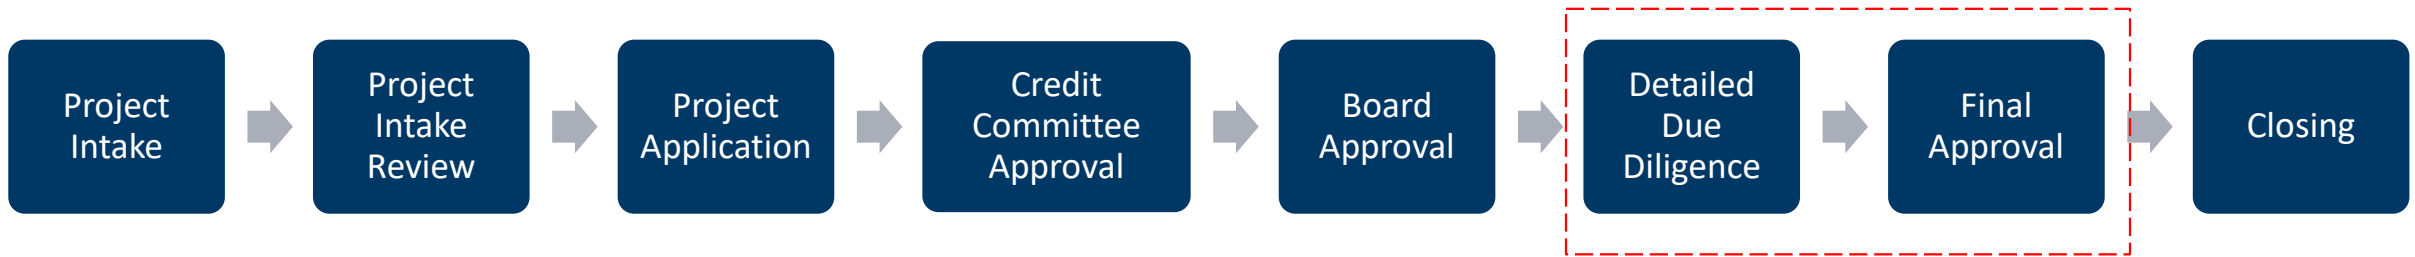 Project
Intake
Project
Intake
Review
Project
Application
Credit
Committee
Approval
Board
Approval
Detailed
Due
Diligence
Final
Approval
Closing